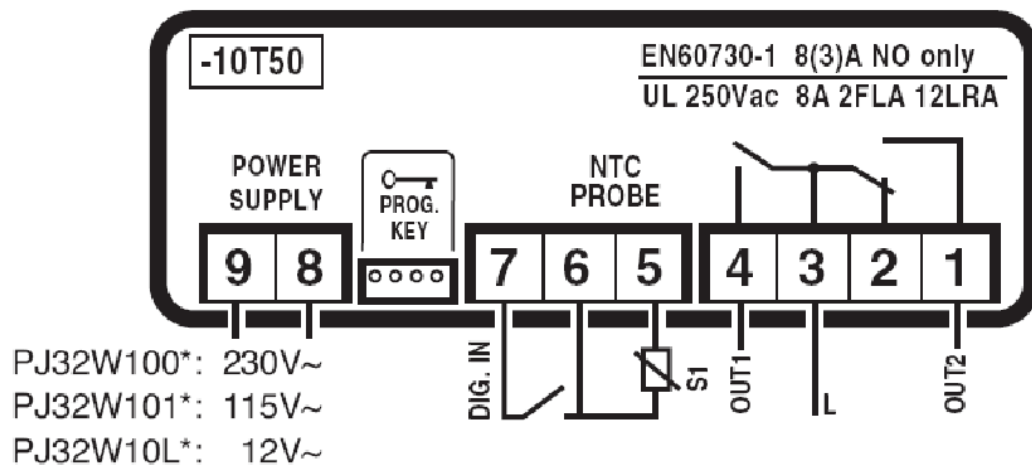 -10T50
EN60730-1 8(3)A NO only
UL 250Vac 8A 2FLA 12LRA
POWER
SUPPLY
PROG.
KEY
NTC
PROBE
9 8 7 6 5 4 3 2 1
DIG. IN
S1
OUT1
L
OUT2
PJ32W100*: 230V~
PJ32W101*: 115V~
PJ32W10L*: 12V~